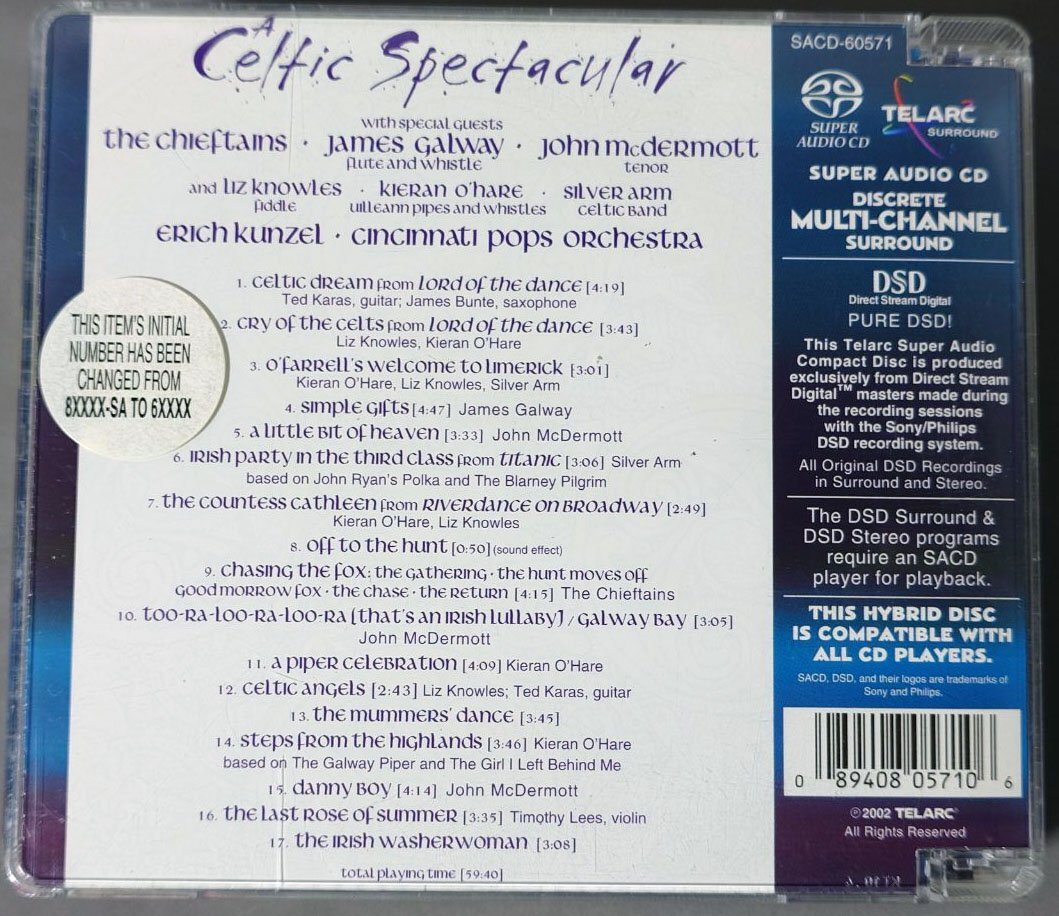 A
Celtic Spectacular
with special guests
the chieftains · james galway · john mcdermott
flute and whistle tenor
and liz knowles · kieran o'hare · silver arm
fiddle uilleann pipes and whistles celtic band
erich kunzel · cincinnati pops orchestra
1. celtic dream from lord of the dance [4:19]
Ted Karas, guitar; James Bunte, saxophone
2. cry of the celts from lord of the dance [3:43]
Liz Knowles, Kieran O'Hare
3. o'farrell's welcome to limerick [3:01]
Kieran O'Hare, Liz Knowles, Silver Arm
4. simple gifts [4:47] James Galway
5. a little bit of heaven [3:33] John McDermott
6. irish party in the third class from titanic [3:06] Silver Arm
based on John Ryan's Polka and The Blarney Pilgrim
7. the countess cathleen from riverdance on broadway [2:49]
Kieran O'Hare, Liz Knowles
8. off to the hunt [0:50] (sound effect)
9. chasing the fox: the gathering · the hunt moves off
good morrow fox · the chase · the return [4:15] The Chieftains
10. too-ra-loo-ra-loo-ra [that's an irish lullaby] / galway bay [3:05]
John McDermott
11. a piper celebration [4:09] Kieran O'Hare
12. celtic angels [2:43] Liz Knowles; Ted Karas, guitar
13. the mummers' dance [3:45]
14. steps from the highlands [3:46] Kieran O'Hare
based on The Galway Piper and The Girl I Left Behind Me
15. danny boy [4:14] John McDermott
16. the last rose of summer [3:35] Timothy Lees, violin
17. the irish washerwoman [3:08]
total playing time [59:40]
THIS ITEM'S INITIAL
NUMBER HAS BEEN
CHANGED FROM
8XXXX-SA TO 6XXXX
SACD-60571
SUPER
AUDIO CD
TELARC
SURROUND
SUPER AUDIO CD
DISCRETE
MULTI-CHANNEL
SURROUND
DSD
Direct Stream Digital
PURE DSD!
This Telarc Super Audio
Compact Disc is produced
exclusively from Direct Stream
Digital™ masters made during
the recording sessions
with the Sony/Philips
DSD recording system.
All Original DSD Recordings
in Surround and Stereo.
The DSD Surround &
DSD Stereo programs
require an SACD
player for playback.
THIS HYBRID DISC
IS COMPATIBLE WITH
ALL CD PLAYERS.
SACD, DSD, and their logos are trademarks of
Sony and Philips.
0 89408 05710 6
℗2002 TELARC
All Rights Reserved